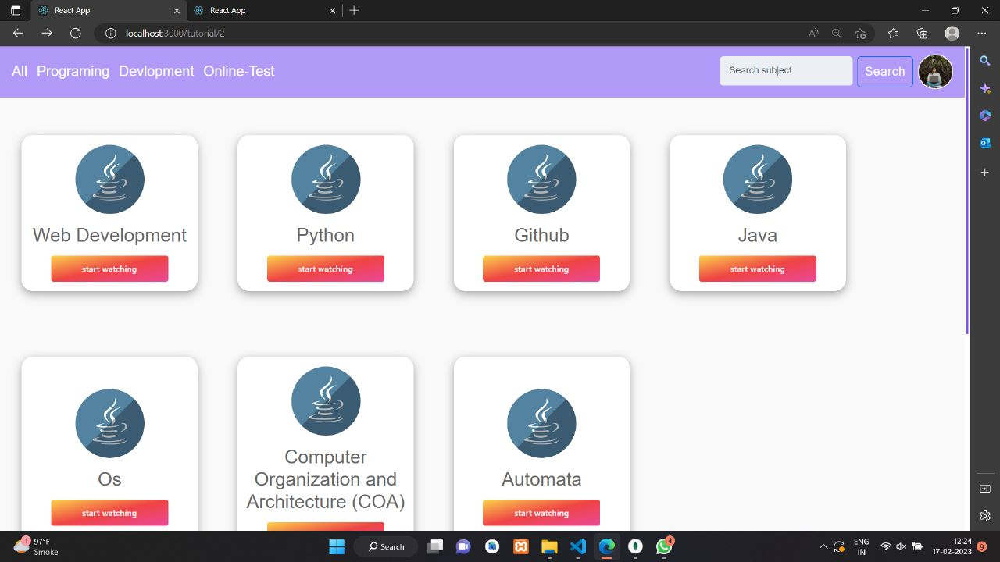 React App
React App
localhost:3000/tutorial/2
All Programing Devlopment Online-Test
Search subject
Search
Web Development
Python
Github
Java
start watching
start watching
start watching
start watching
Os
Computer
Organization and
Architecture (COA)
Automata
start watching
start watching
1
97°F
Smoke
Search
4
ENG
IN
12:24
17-02-2023
9